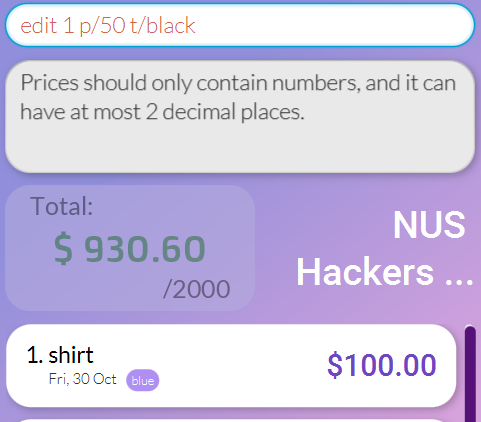 edit 1 p/50 t/black
Prices should only contain numbers, and it can
have at most 2 decimal places.
Total:
$ 930.60
/2000
NUS
Hackers ...
1. shirt
Fri, 30 Oct blue
$100.00